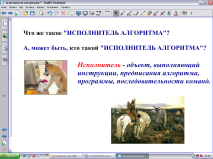 Что же такое "ИСПОЛНИТЕЛЬ АЛГОРИТМА"?
А, может быть, кто такой "ИСПОЛНИТЕЛЬ АЛГОРИТМА"?
Исполнитель - объект, выполняющий
инструкции, предписания алгоритма,
программы, последовательности команд.